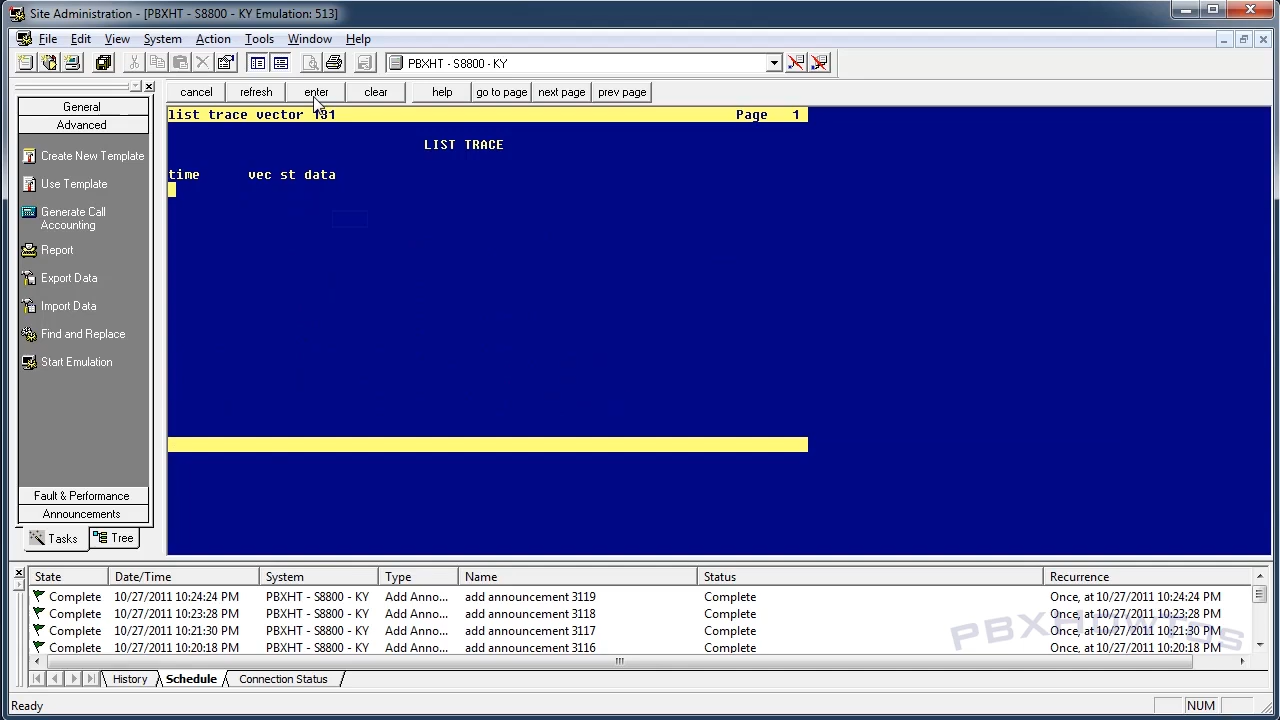 Site Administration - [PBXHT - S8800 - KY Emulation: 513]
File Edit View System Action Tools Window Help
PBXHT - S8800 - KY
cancel refresh enter clear help go to page next page prev page
General
Advanced
Create New Template
Use Template
Generate Call
Accounting
Report
Export Data
Import Data
Find and Replace
Start Emulation
Fault & Performance
Announcements
Tasks Tree
list trace vector 131 Page 1
LIST TRACE
time vec st data
State Date/Time System Type Name Status Recurrence
Complete 10/27/2011 10:24:24 PM PBXHT - S8800 - KY Add Anno... add announcement 3119 Complete Once, at 10/27/2011 10:24:24 PM
Complete 10/27/2011 10:23:28 PM PBXHT - S8800 - KY Add Anno... add announcement 3118 Complete Once, at 10/27/2011 10:23:28 PM
Complete 10/27/2011 10:21:30 PM PBXHT - S8800 - KY Add Anno... add announcement 3117 Complete Once, at 10/27/2011 10:21:30 PM
Complete 10/27/2011 10:20:18 PM PBXHT - S8800 - KY Add Anno... add announcement 3116 Complete Once, at 10/27/2011 10:20:18 PM
History Schedule Connection Status
Ready NUM